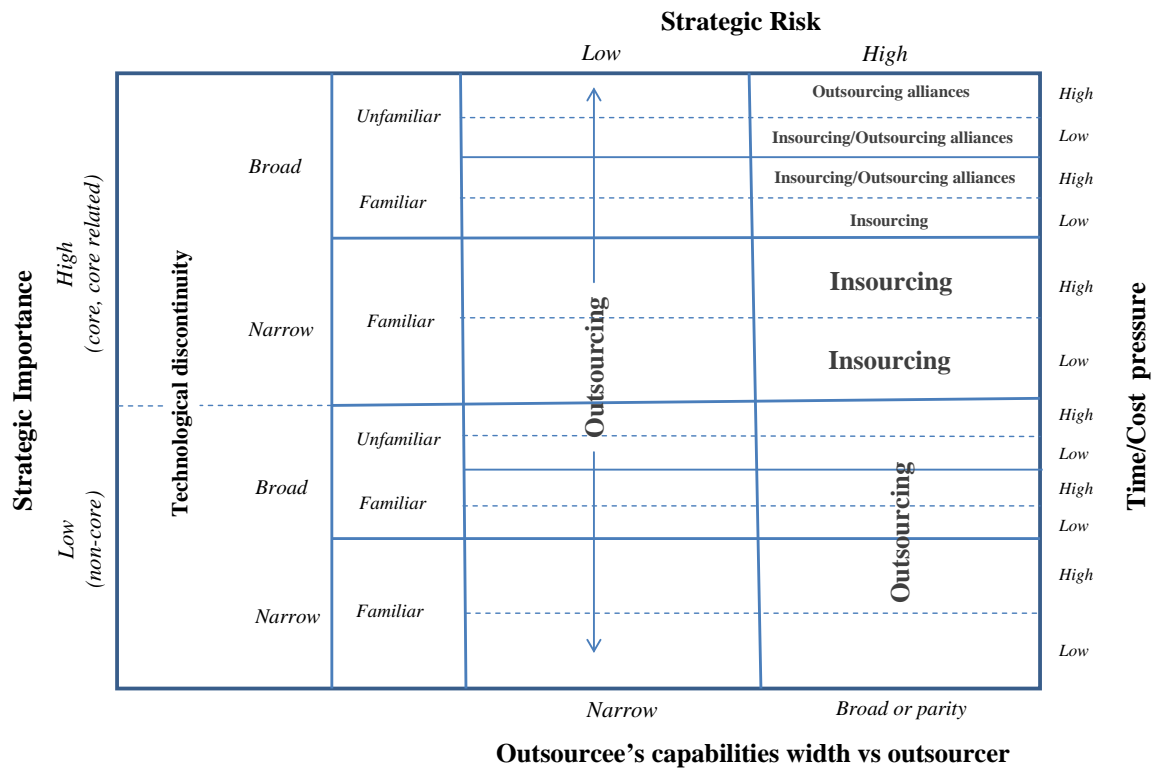 Strategic Risk
Low
High
Outsourcing alliances
High
Unfamiliar
Insourcing/Outsourcing alliances
Low
Broad
Insourcing/Outsourcing alliances
High
Familiar
Insourcing
Low
High
(core, core related)
Insourcing
High
Narrow
Familiar
Insourcing
Low
Strategic Importance
Technological discontinuity
Outsourcing
Time/Cost pressure
High
Unfamiliar
Low
Broad
High
Familiar
Low
Low
(non-core)
Outsourcing
High
Narrow
Familiar
Low
Narrow
Broad or parity
Outsourcee's capabilities width vs outsourcer